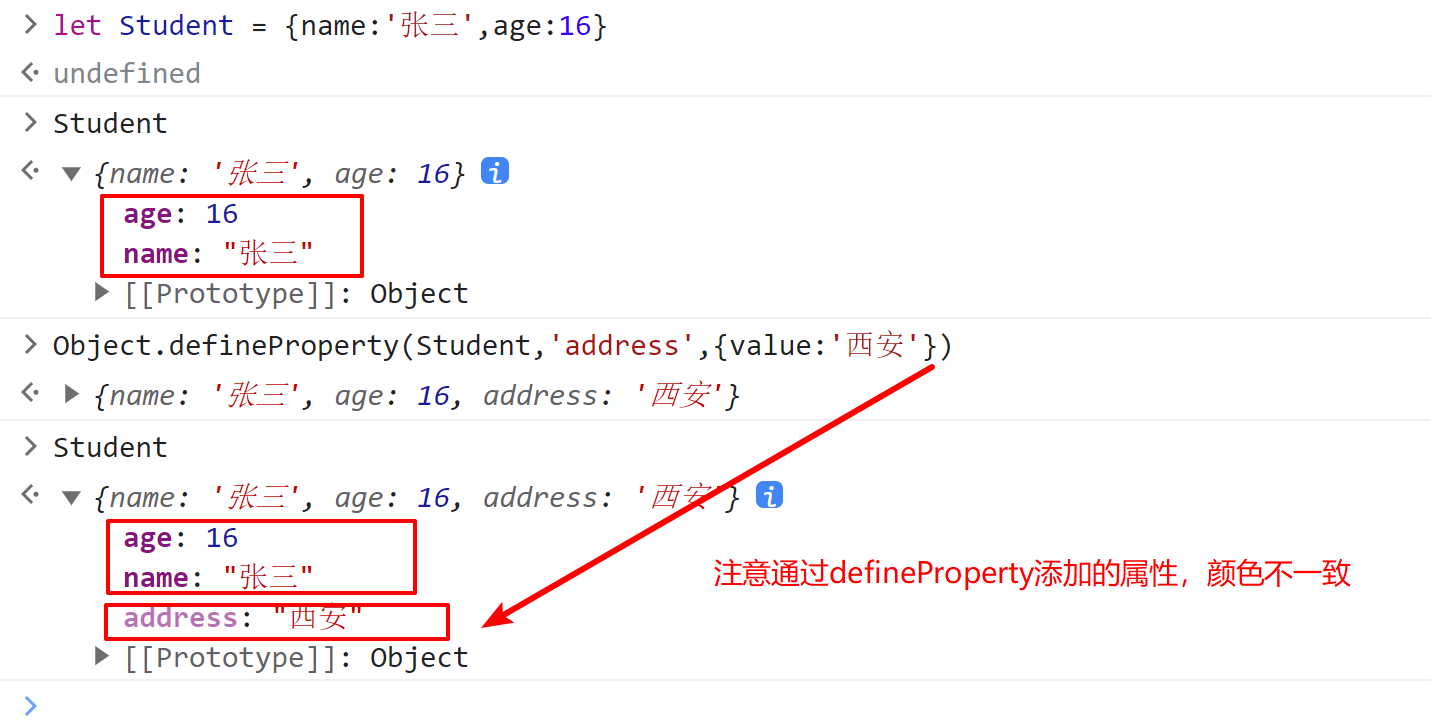 let Student = {name:'张三',age:16}
undefined
Student
{name: '张三', age: 16}
age: 16
name: "张三"
[[Prototype]]: Object
Object.defineProperty(Student,'address',{value:'西安'})
{name: '张三', age: 16, address: '西安'}
Student
{name: '张三', age: 16, address: '西安'}
age: 16
name: "张三"
注意通过defineProperty添加的属性，颜色不一致
address: "西安"
[[Prototype]]: Object